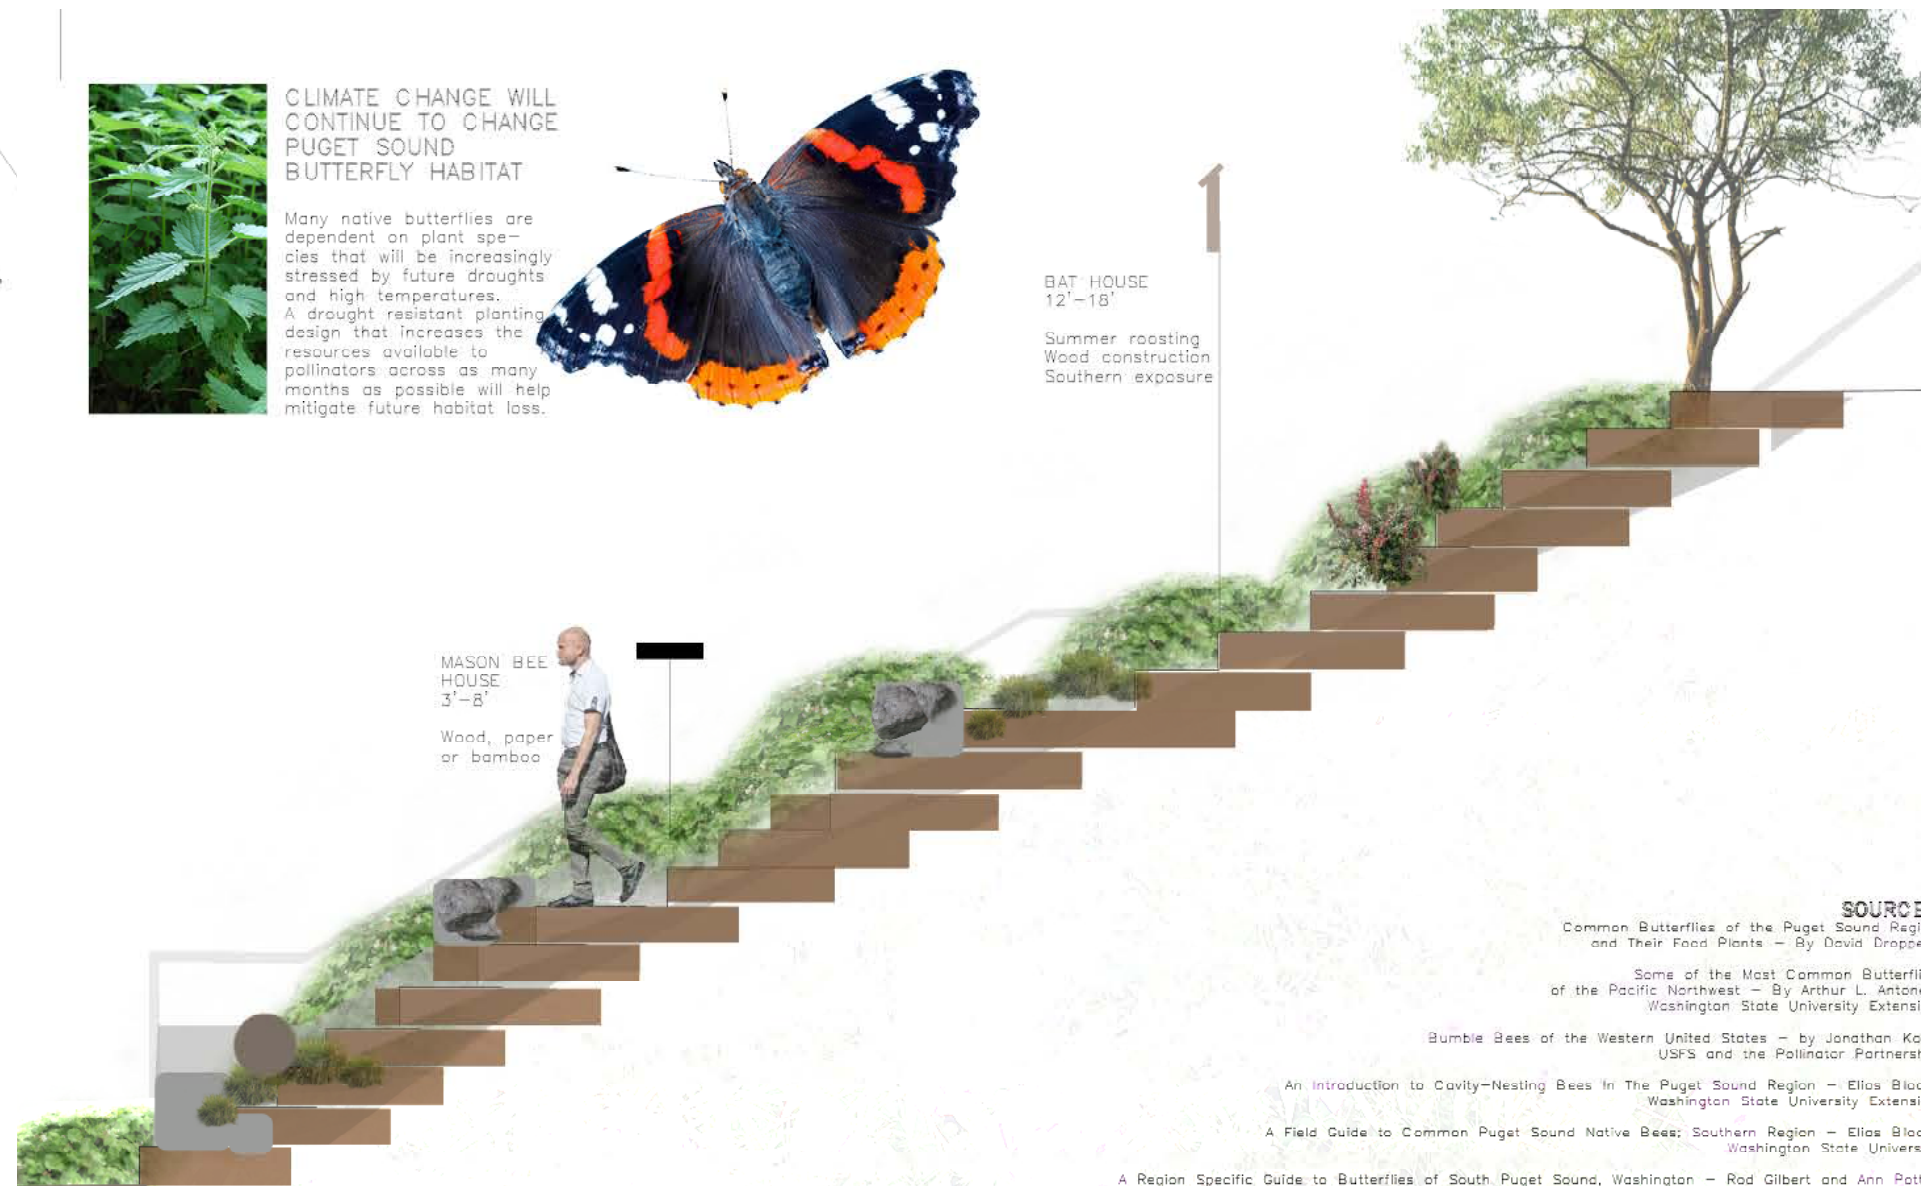 CLIMATE CHANGE WILL
CONTINUE TO CHANGE
PUGET SOUND
BUTTERFLY HABITAT
Many native butterflies are
dependent on plant spe-
cies that will be increasingly
stressed by future droughts
and high temperatures.
A drought resistant planting
design that increases the
resources available to
pollinators across as many
months as possible will help
mitigate future habitat loss.
BAT HOUSE
12'-18'
Summer roosting
Wood construction
Southern exposure
MASON BEE
HOUSE
3'-8'
Wood, paper
or bamboo
Common Butterflies of the Puget Sound
and Their Food Plants - By David
Some of the Most Common
of the Pacific Northwest - By Arthur L.
Washington State University
Bumble Bees of the Western United States - by Jonathan
USFS and the Pollinator
An Introduction to Cavity-Nesting Bees In The Puget Sound Region - Elias
Washington State University
A Field Guide to Common Puget Sound Native Bees; Southern Region - Elias
Washington State
A Region Specific Guide to Butterflies of South Puget Sound, Washington - Rod Gilbert and Ann